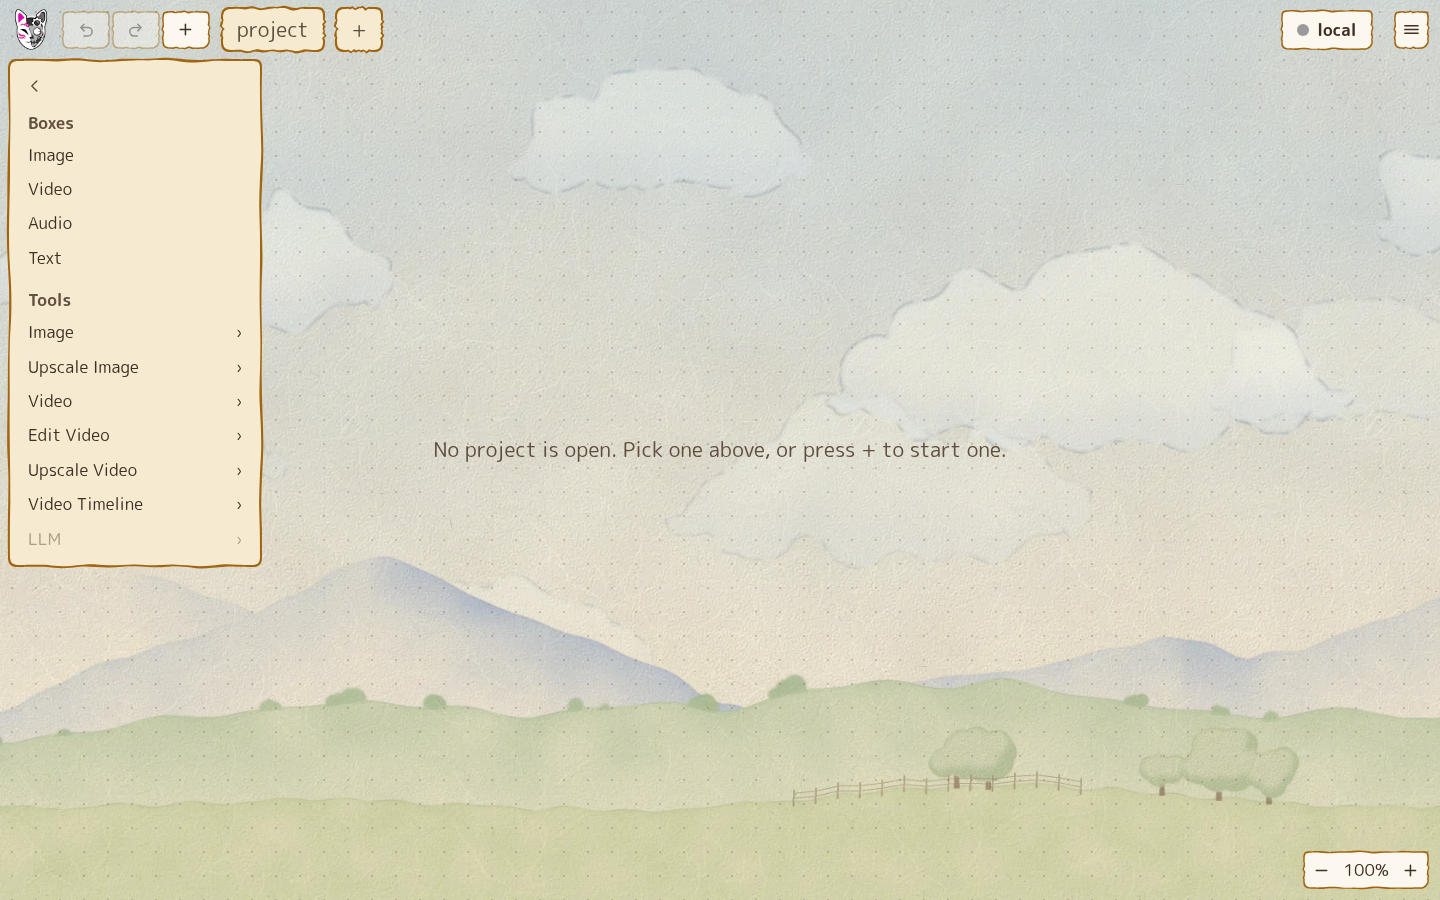 project
+
local
Boxes
Image
Video
Audio
Text
Tools
Image ›
Upscale Image ›
Video ›
Edit Video ›
Upscale Video ›
Video Timeline ›
LLM ›
No project is open. Pick one above, or press + to start one.
− 100% +